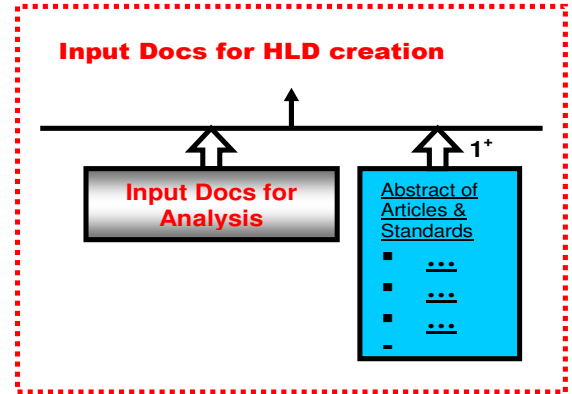 Input Docs for HLD creation
1+
Input Docs for
Analysis
Abstract of
Articles &
Standards
▪ ...
▪ ...
▪ ...